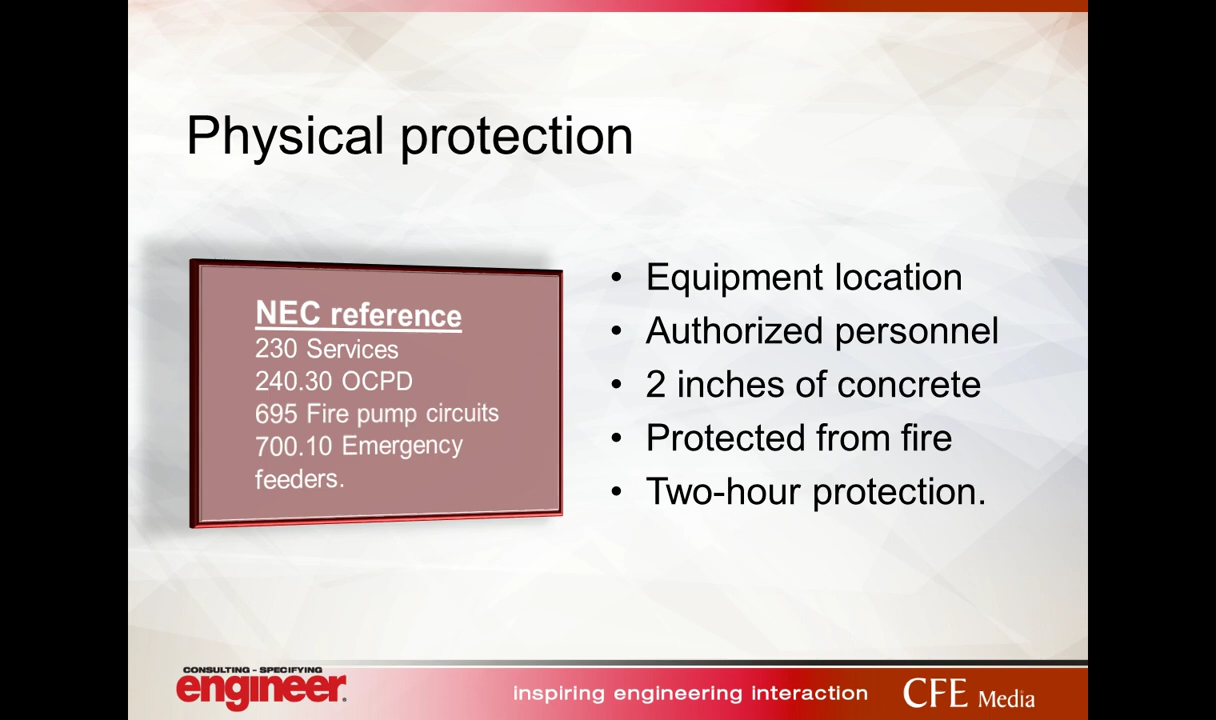 Physical protection
NEC reference
230 Services
240.30 OCPD
695 Fire pump circuits
700.10 Emergency
feeders.
• Equipment location
• Authorized personnel
• 2 inches of concrete
• Protected from fire
• Two-hour protection.
CONSULTING - SPECIFYING
engineer.
inspiring engineering interaction
CFE Media